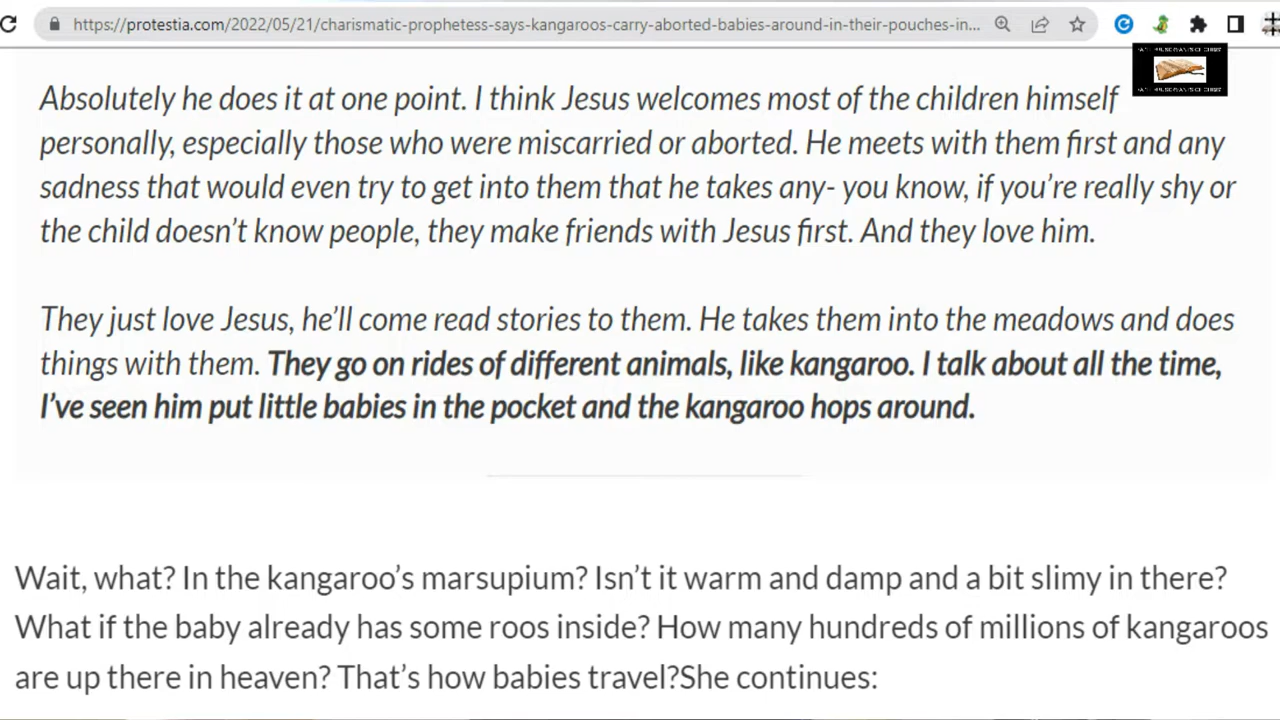 https://protestia.com/2022/05/21/charismatic-prophetess-says-kangaroos-carry-aborted-babies-around-in-their-pouches-in...
Absolutely he does it at one point. I think Jesus welcomes most of the children himself
personally, especially those who were miscarried or aborted. He meets with them first and any
sadness that would even try to get into them that he takes any- you know, if you’re really shy or
the child doesn’t know people, they make friends with Jesus first. And they love him.
They just love Jesus, he’ll come read stories to them. He takes them into the meadows and does
things with them. They go on rides of different animals, like kangaroo. I talk about all the time,
I’ve seen him put little babies in the pocket and the kangaroo hops around.
Wait, what? In the kangaroo’s marsupium? Isn’t it warm and damp and a bit slimy in there?
What if the baby already has some roos inside? How many hundreds of millions of kangaroos
are up there in heaven? That’s how babies travel?She continues: